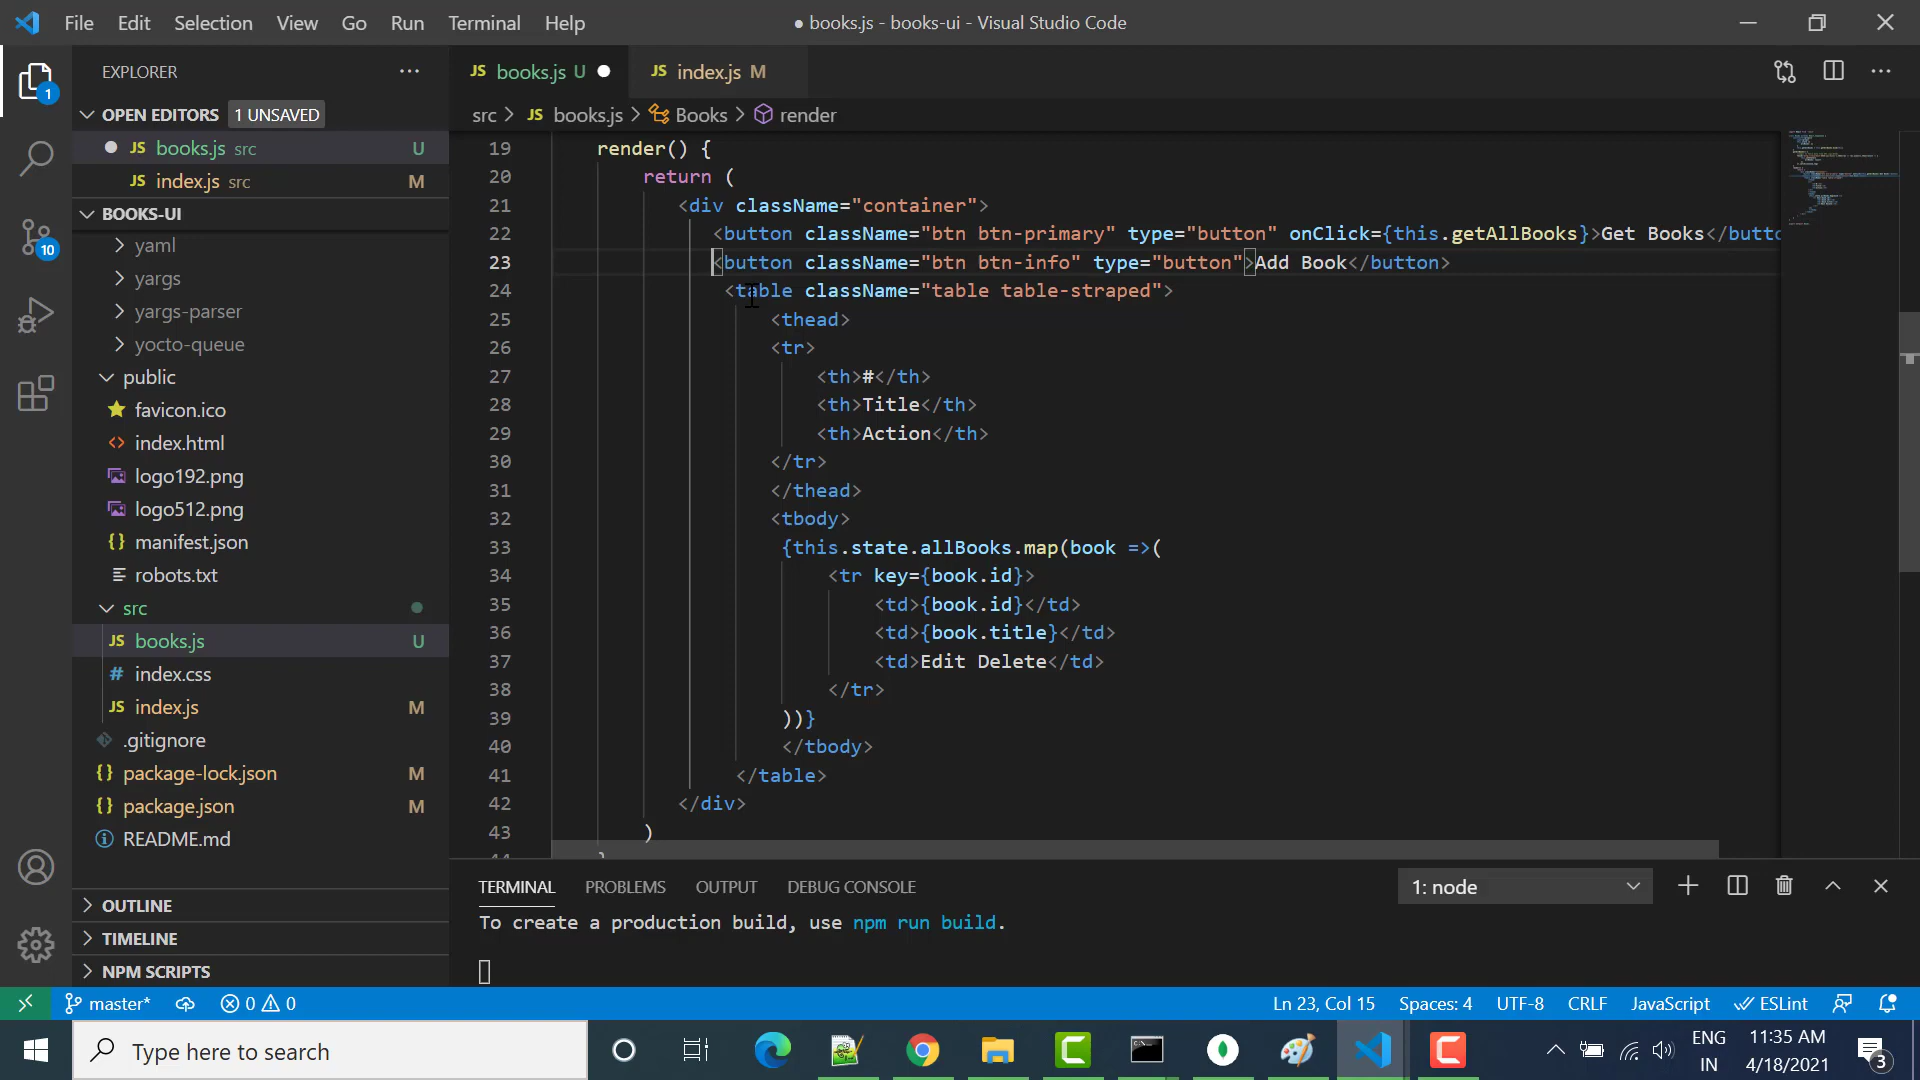 File Edit Selection View Go Run Terminal Help
● books.js - books-ui - Visual Studio Code
EXPLORER
OPEN EDITORS 1 UNSAVED
books.js src U
index.js src M
BOOKS-UI
yaml
yargs
yargs-parser
yocto-queue
public
favicon.ico
index.html
logo192.png
logo512.png
manifest.json
robots.txt
src
JS books.js U
# index.css
JS index.js M
.gitignore
{} package-lock.json M
{} package.json M
README.md
OUTLINE
TIMELINE
NPM SCRIPTS
1
10
JS books.js U ●
JS index.js M
src > JS books.js > Books > render
19 render() {
20 return (
21 <div className="container">
22 <button className="btn btn-primary" type="button" onClick={this.getAllBooks}>Get Books</butto
23 <button className="btn btn-info" type="button">Add Book</button>
24 <table className="table table-straped">
25 <thead>
26 <tr>
27 <th>#</th>
28 <th>Title</th>
29 <th>Action</th>
30 </tr>
31 </thead>
32 <tbody>
33 {this.state.allBooks.map(book =>(
34 <tr key={book.id}>
35 <td>{book.id}</td>
36 <td>{book.title}</td>
37 <td>Edit Delete</td>
38 </tr>
39 ))}
40 </tbody>
41 </table>
42 </div>
43 )
TERMINAL PROBLEMS OUTPUT DEBUG CONSOLE
1: node
To create a production build, use npm run build.
master* 0 0
Ln 23, Col 15 Spaces: 4 UTF-8 CRLF JavaScript ESLint
Type here to search
ENG
IN
11:35 AM
4/18/2021
3